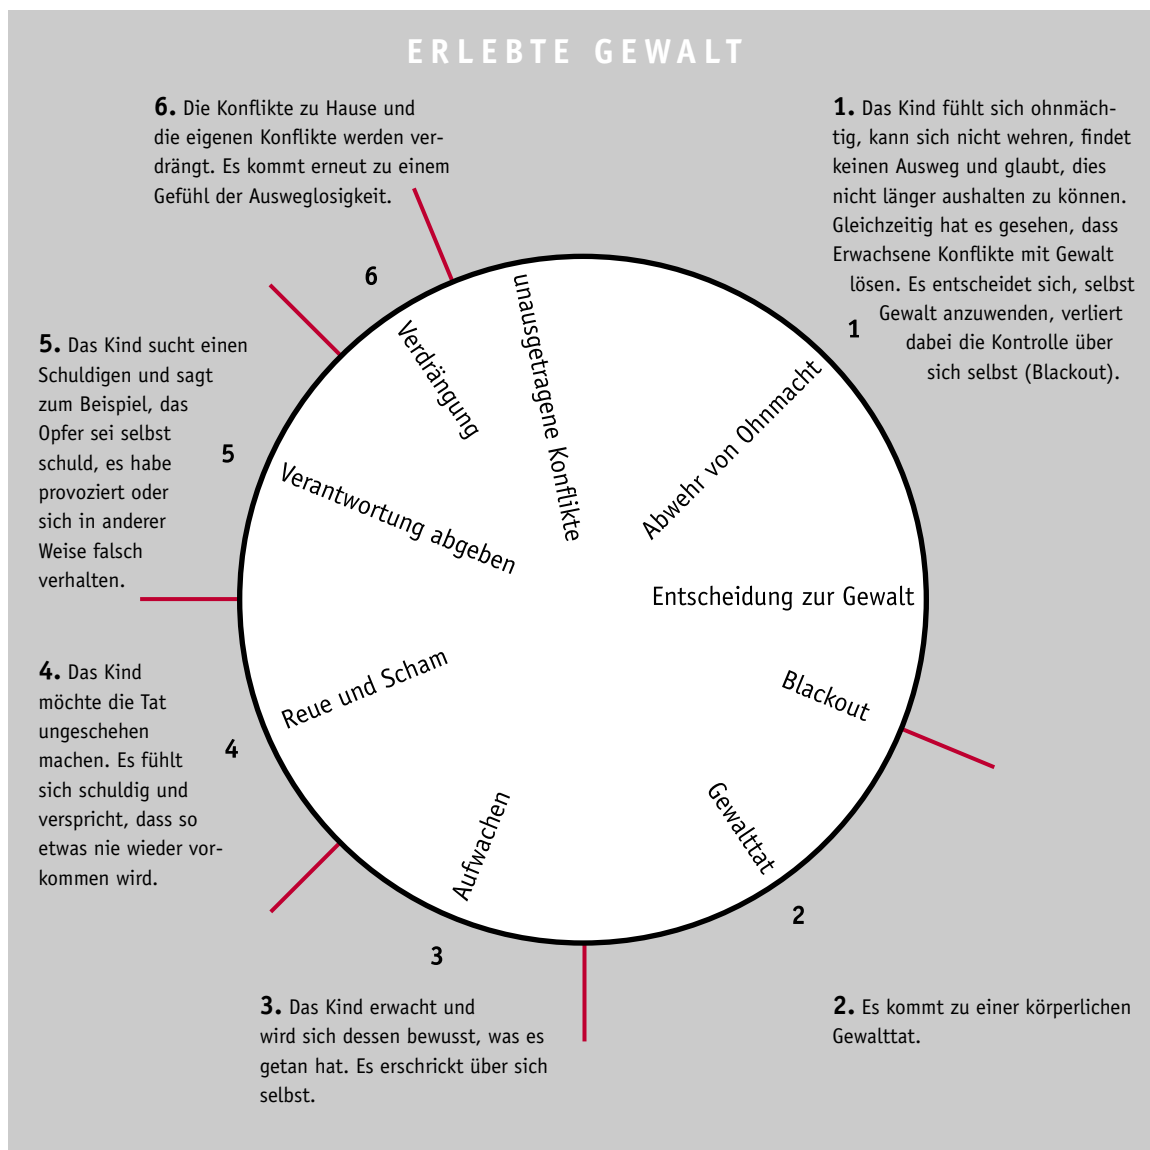 ERLEBTE GEWALT
6. Die Konflikte zu Hause und
die eigenen Konflikte werden ver-
drängt. Es kommt erneut zu einem
Gefühl der Ausweglosigkeit.
1. Das Kind fühlt sich ohnmäch-
tig, kann sich nicht wehren, findet
keinen Ausweg und glaubt, dies
nicht länger aushalten zu können.
Gleichzeitig hat es gesehen, dass
Erwachsene Konflikte mit Gewalt
lösen. Es entscheidet sich, selbst
Gewalt anzuwenden, verliert
dabei die Kontrolle über
sich selbst (Blackout).
6
1
5. Das Kind sucht einen
Schuldigen und sagt
zum Beispiel, das
Opfer sei selbst
schuld, es habe
provoziert oder
sich in anderer
Weise falsch
verhalten.
5
unausgetragene Konflikte
Verdrängung
Abwehr von Ohnmacht
Verantwortung abgeben
Entscheidung zur Gewalt
Reue und Scham
Blackout
Aufwachen
Gewalttat
4. Das Kind
möchte die Tat
ungeschehen
machen. Es fühlt
sich schuldig und
verspricht, dass so
etwas nie wieder vor-
kommen wird.
4
2
3
3. Das Kind erwacht und
wird sich dessen bewusst, was es
getan hat. Es erschrickt über sich
selbst.
2. Es kommt zu einer körperlichen
Gewalttat.